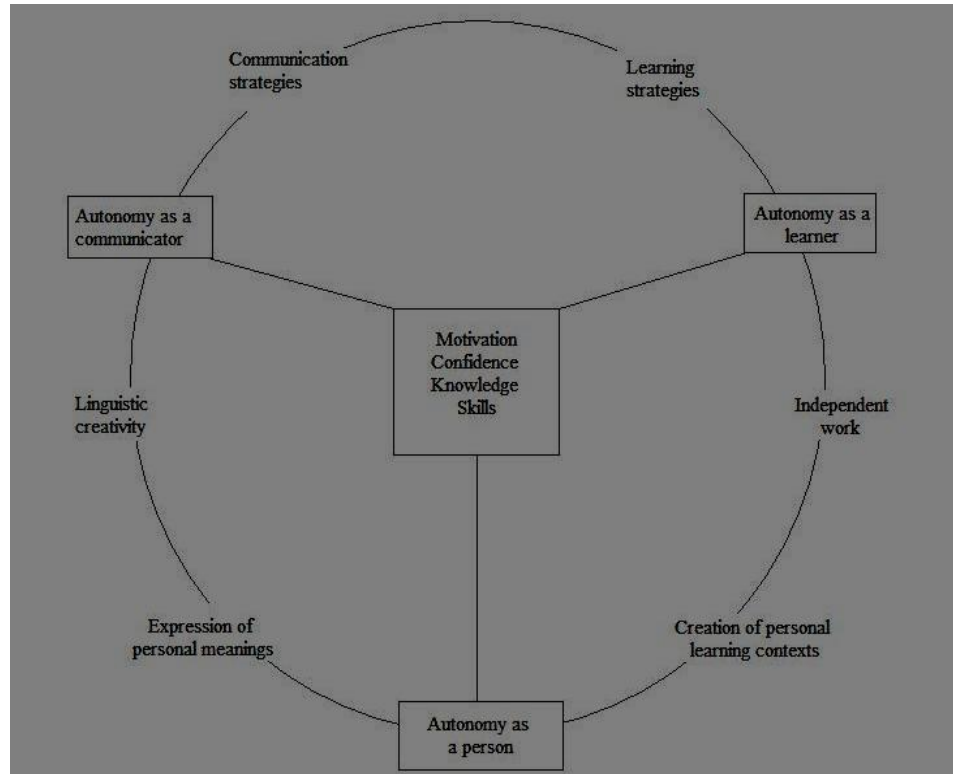 Communication
strategies
Learning
strategies
Autonomy as a
communicator
Autonomy as a
learner
Motivation
Confidence
Knowledge
Skills
Linguistic
creativity
Independent
work
Expression of
personal meanings
Creation of personal
learning contexts
Autonomy as
a person